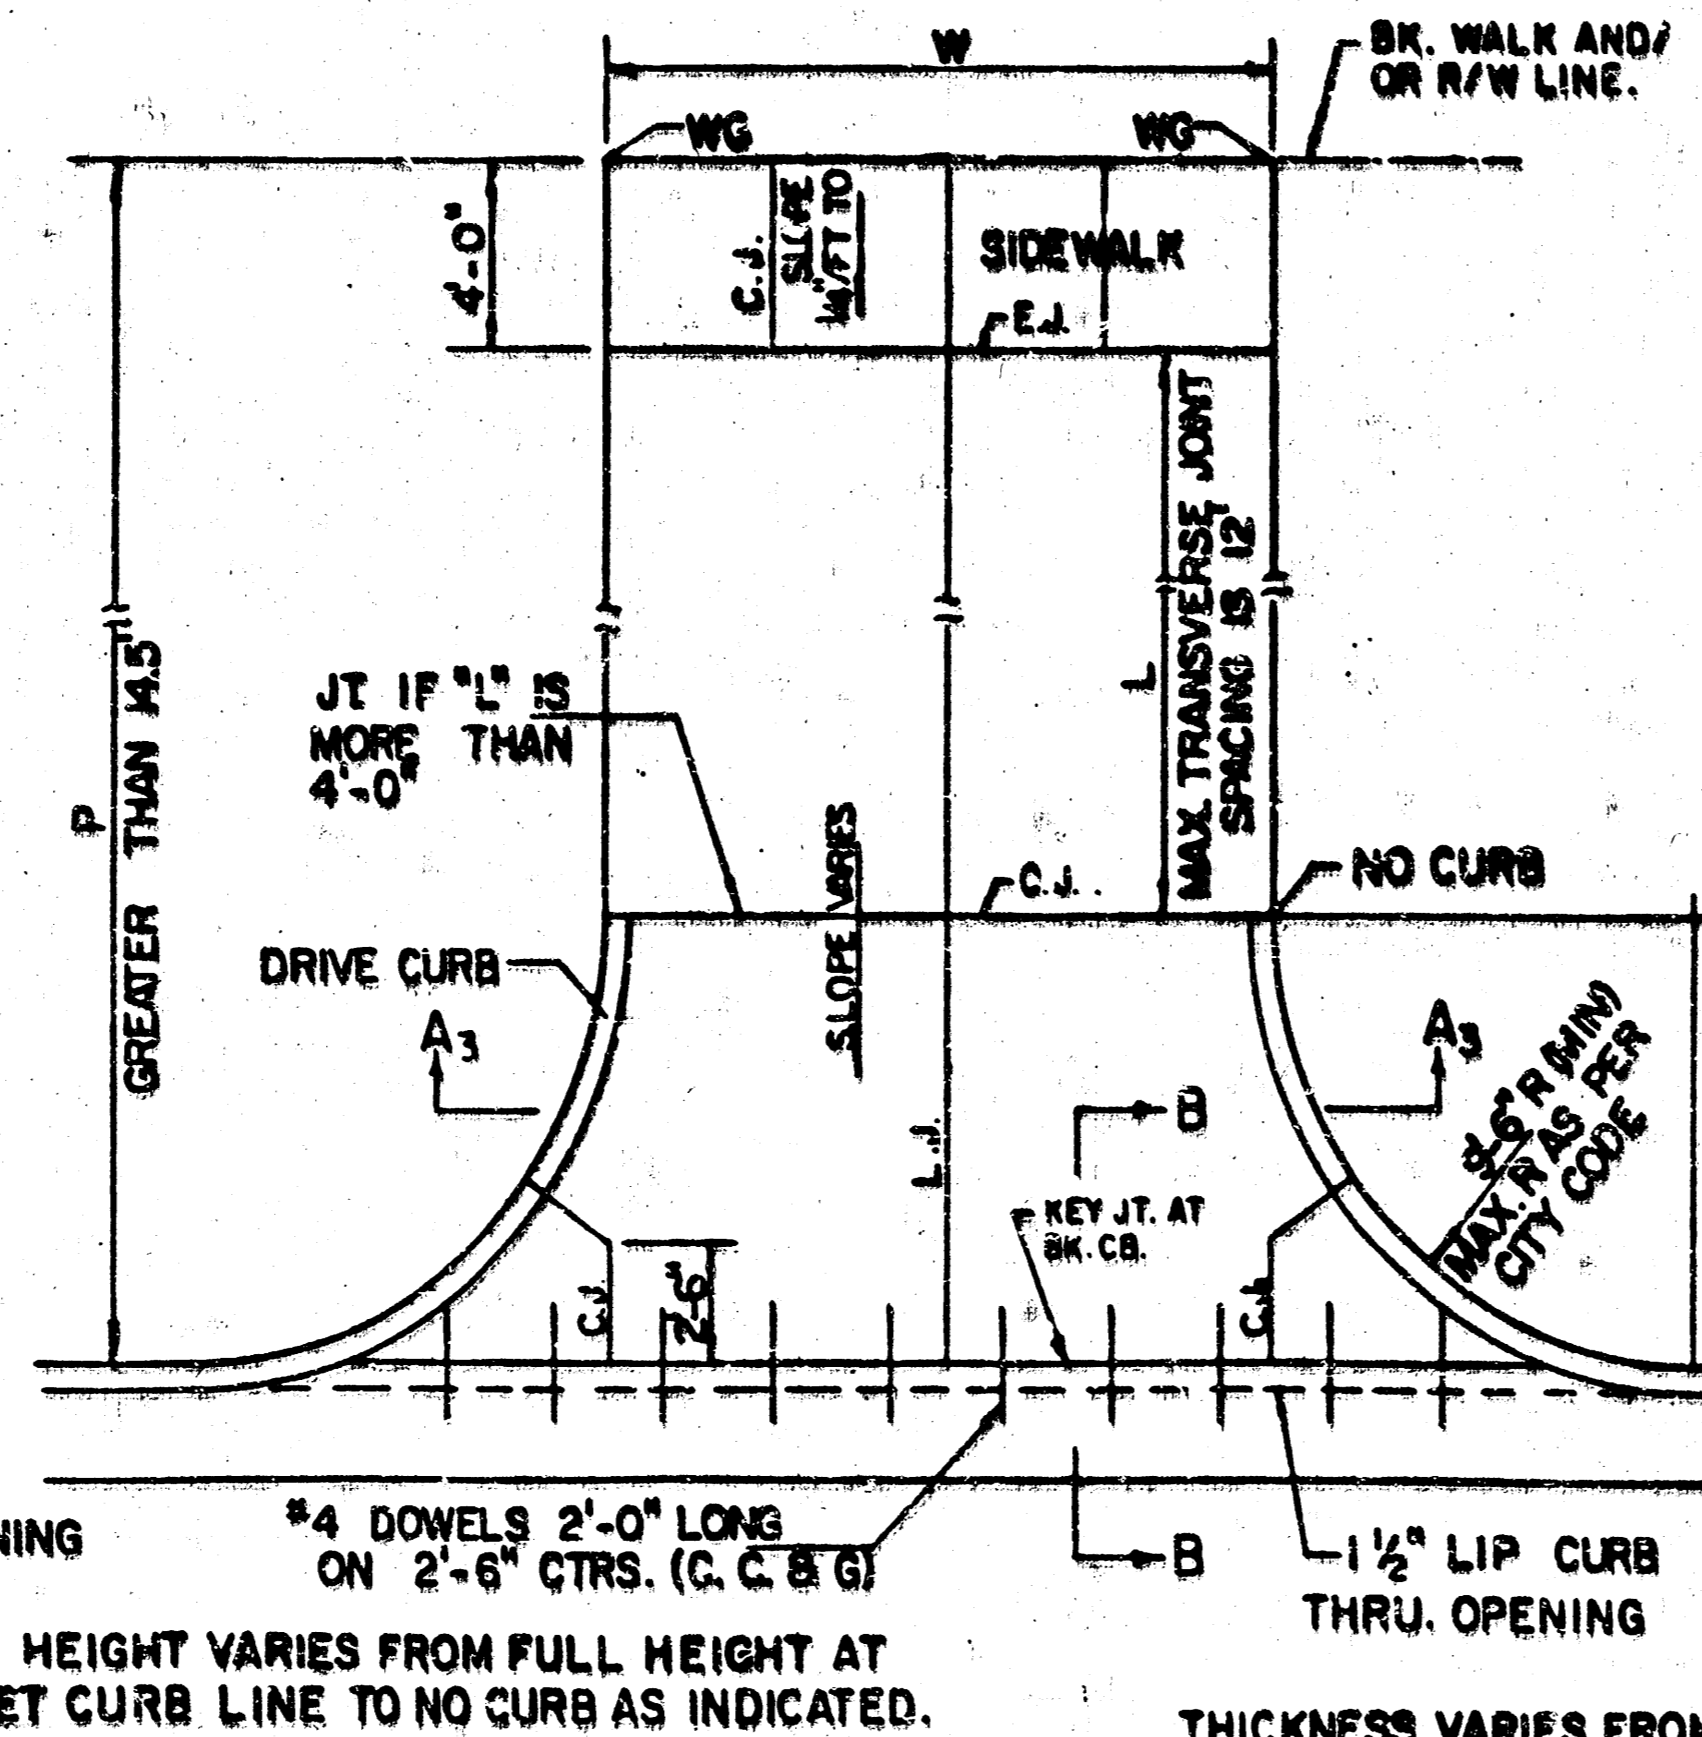 W
BK. WALK AND/
OR R/W LINE.
WG
WG
4'-0"
C.J.
SLOPE
1/4"/FT TO
SIDEWALK
E.J.
MAX. TRANSVERSE JOINT
SPACING IS 12'
L
JT. IF "L" IS
MORE THAN
4'-0"
P
GREATER THAN 14.5'
SLOPE VARIES
C.J.
NO CURB
DRIVE CURB
A3
A3
R (MIN)
MAX. R AS PER
CITY CODE
B
L.J.
KEY JT. AT
BK. CB.
C.J.
2'-6"
C.J.
NING
#4 DOWELS 2'-0" LONG
ON 2'-6" CTRS. (C. C. & G)
B
1 ½" LIP CURB
THRU. OPENING
HEIGHT VARIES FROM FULL HEIGHT AT
ET CURB LINE TO NO CURB AS INDICATED.
THICKNESS VARIES FROM